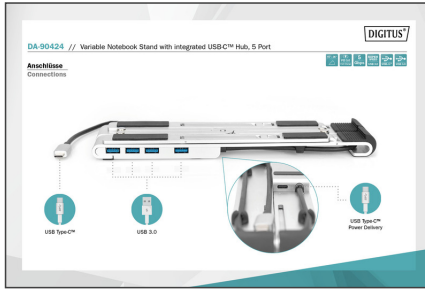 DIGITUS®
DA-90424 // Variable Notebook Stand with integrated USB-C™ Hub, 5 Port
Anschlüsse
Connections
USB Type-C™
USB 3.0
USB Type-C™
Power Delivery